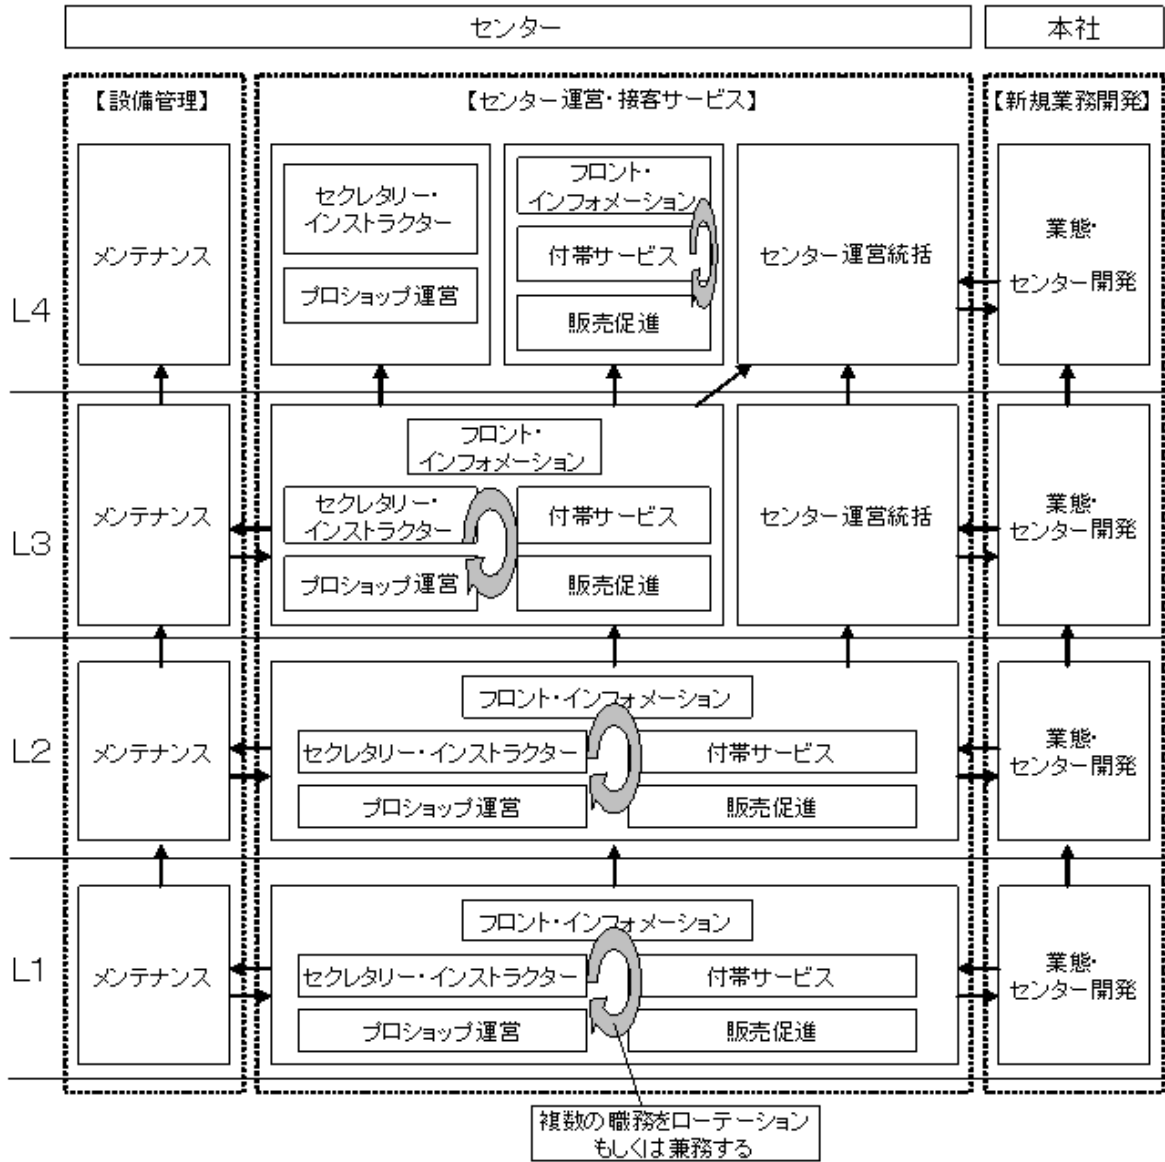 センター
本社
【設備管理】
【センター運営・接客サービス】
【新規業務開発】
L4
メンテナンス
セクレタリー・
インストラクター
プロショップ運営
フロント・
インフォメーション
付帯サービス
販売促進
センター運営統括
業態・
センター開発
L3
メンテナンス
フロント・
インフォメーション
セクレタリー・
インストラクター
プロショップ運営
付帯サービス
販売促進
センター運営統括
業態・
センター開発
L2
メンテナンス
フロント・インフォメーション
セクレタリー・インストラクター
付帯サービス
プロショップ運営
販売促進
業態・
センター開発
L1
メンテナンス
フロント・インフォメーション
セクレタリー・インストラクター
付帯サービス
プロショップ運営
販売促進
業態・
センター開発
複数の職務をローテーション
もしくは兼務する